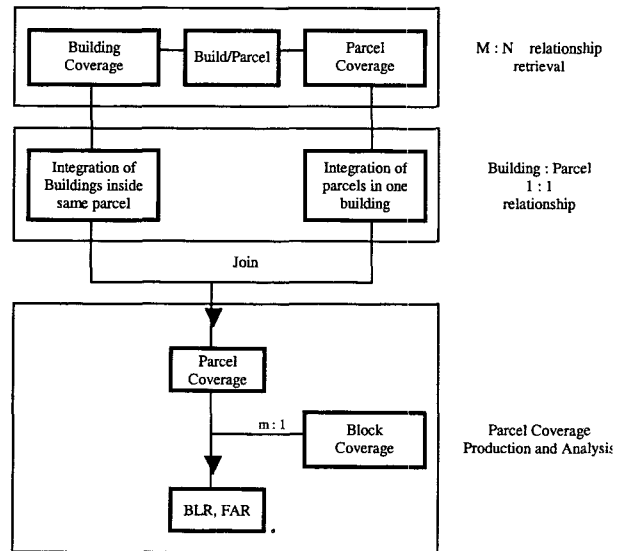 Building
Coverage
Build/Parcel
Parcel
Coverage
M : N relationship
retrieval
Integration of
Buildings inside
same parcel
Integration of
parcels in one
building
Building : Parcel
1 : 1
relationship
Join
Parcel
Coverage
m : 1
Block
Coverage
Parcel Coverage
Production and Analysis
BLR, FAR